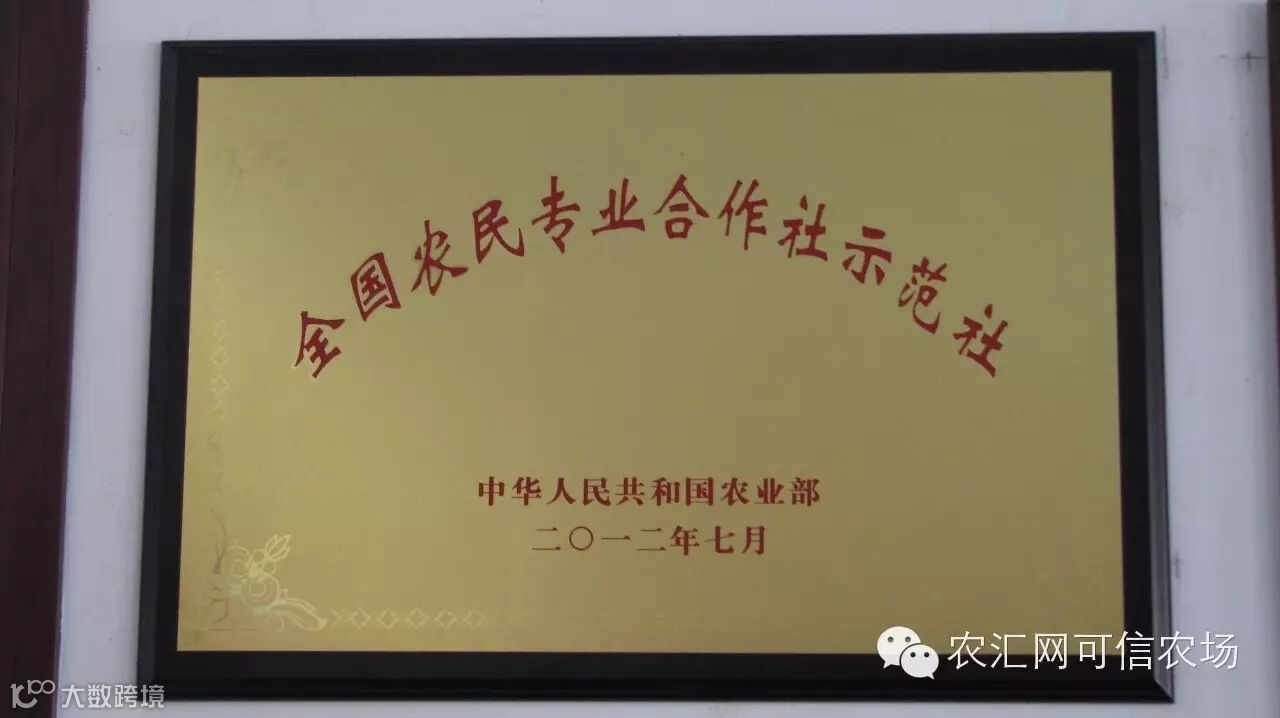 全国农民专业合作社示范社
中华人民共和国农业部
二〇一二年七月
农汇网可信农场
大数跨境